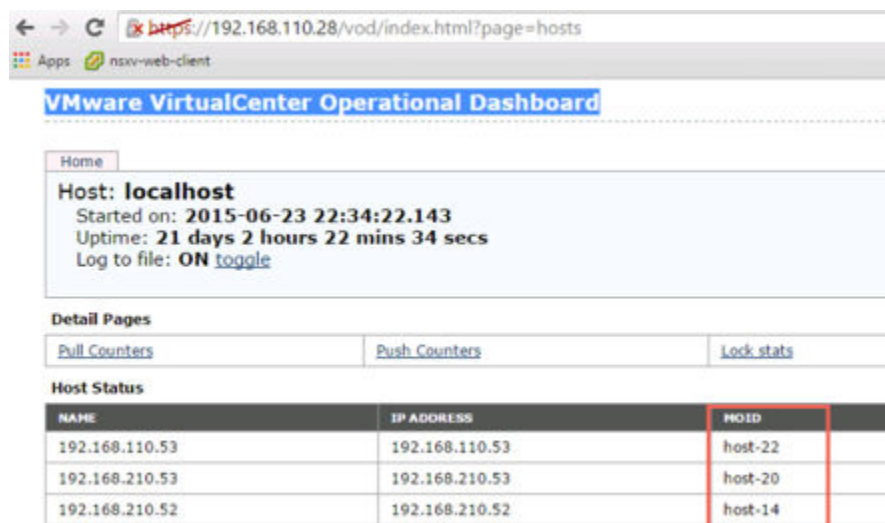 https://192.168.110.28/vod/index.html?page=hosts
Apps nsxv-web-client
VMware VirtualCenter Operational Dashboard
Home
Host: localhost
Started on: 2015-06-23 22:34:22.143
Uptime: 21 days 2 hours 22 mins 34 secs
Log to file: ON toggle
Detail Pages
Pull Counters Push Counters Lock stats
Host Status
NAME IP ADDRESS MOID
192.168.110.53 192.168.110.53 host-22
192.168.210.53 192.168.210.53 host-20
192.168.210.52 192.168.210.52 host-14